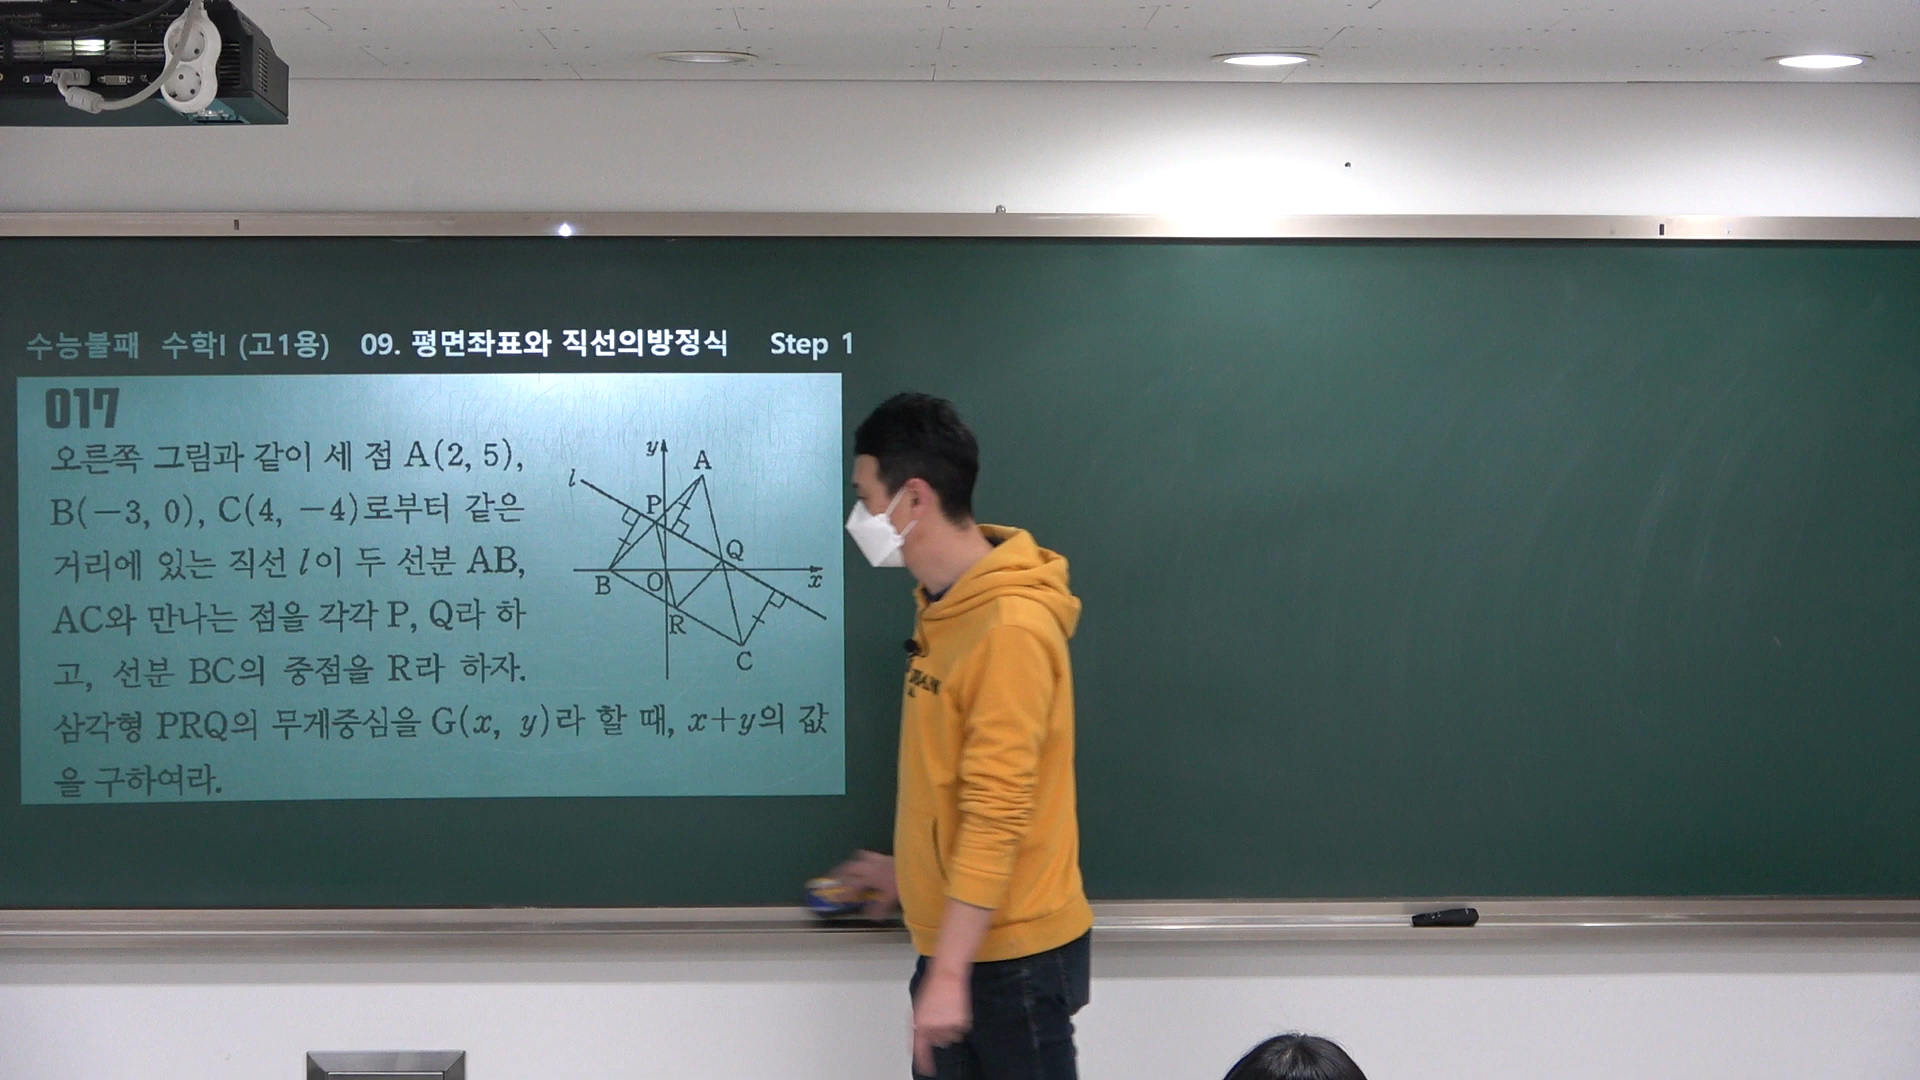 수능불패 수학Ⅰ (고1용) 09. 평면좌표와 직선의방정식 Step 1
017
오른쪽 그림과 같이 세 점 A(2, 5),
B(−3, 0), C(4, −4)로부터 같은
거리에 있는 직선 l이 두 선분 AB,
AC와 만나는 점을 각각 P, Q라 하
고, 선분 BC의 중점을 R라 하자.
삼각형 PRQ의 무게중심을 G(x, y)라 할 때, x+y의 값
을 구하여라.
y
A
l
P
Q
B
O
x
R
C